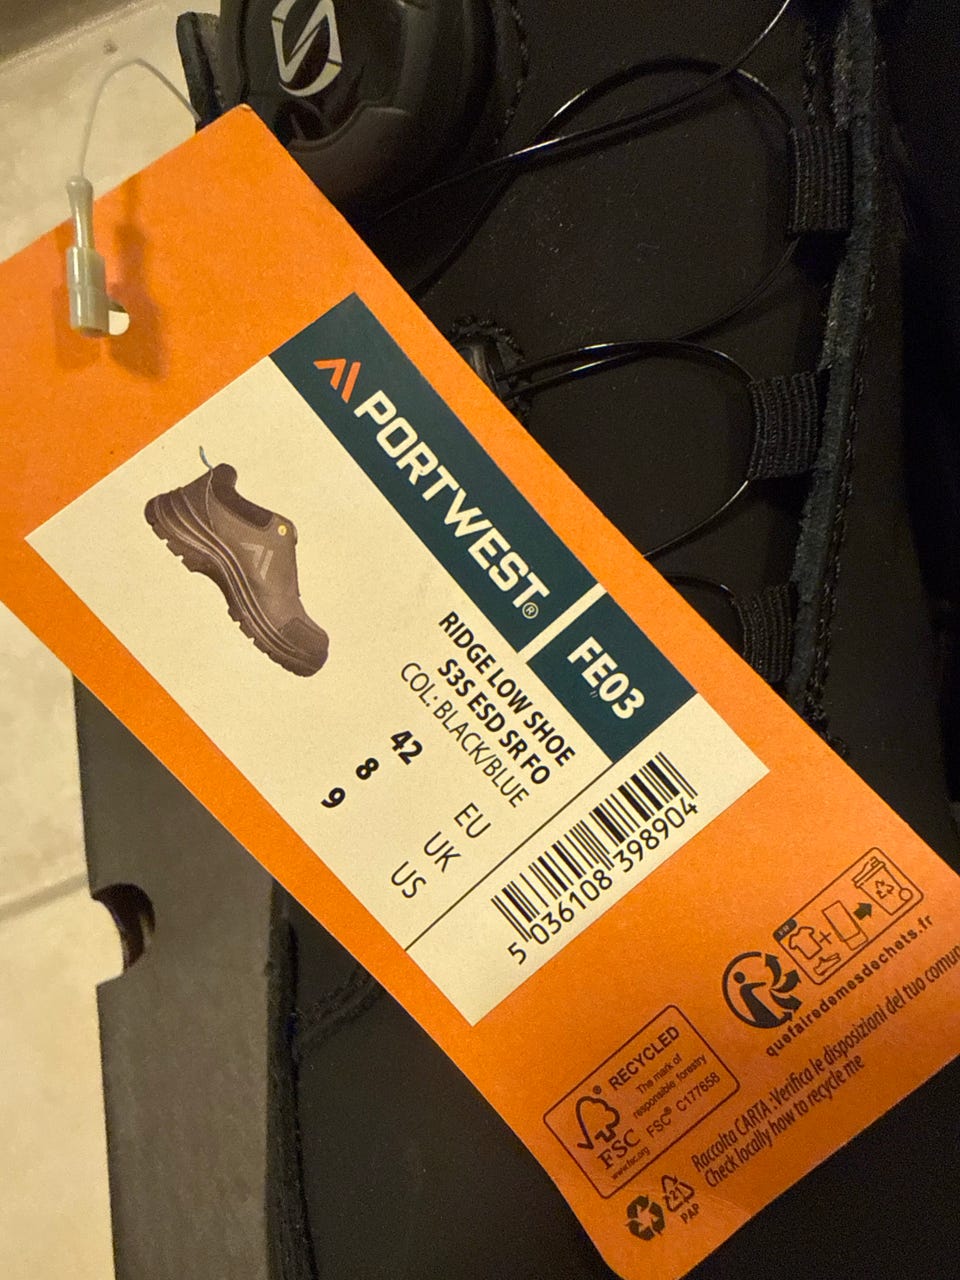 PORTWEST®
FE03
RIDGE LOW SHOE
S3S ESD SR FO
COL: BLACK/BLUE
42 EU
8 UK
9 US
5 036108 398904
quefairedemesdechets.fr
FSC®
www.fsc.org
RECYCLED
The mark of
responsible forestry
FSC® C177658
21
PAP
Raccolta CARTA :Verifica le disposizioni del tuo comun
Check locally how to recycle me